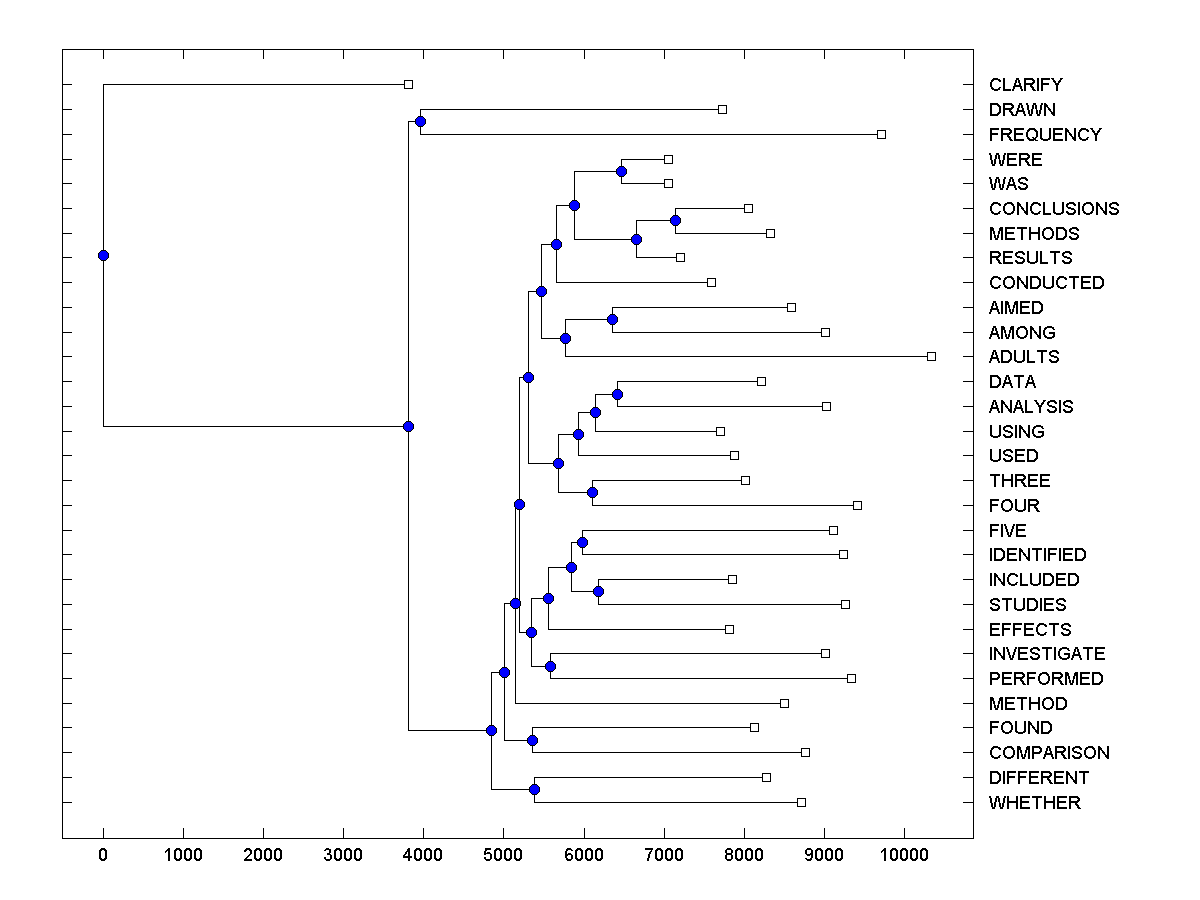 CLARIFY
DRAWN
FREQUENCY
WERE
WAS
CONCLUSIONS
METHODS
RESULTS
CONDUCTED
AIMED
AMONG
ADULTS
DATA
ANALYSIS
USING
USED
THREE
FOUR
FIVE
IDENTIFIED
INCLUDED
STUDIES
EFFECTS
INVESTIGATE
PERFORMED
METHOD
FOUND
COMPARISON
DIFFERENT
WHETHER
0 1000 2000 3000 4000 5000 6000 7000 8000 9000 10000